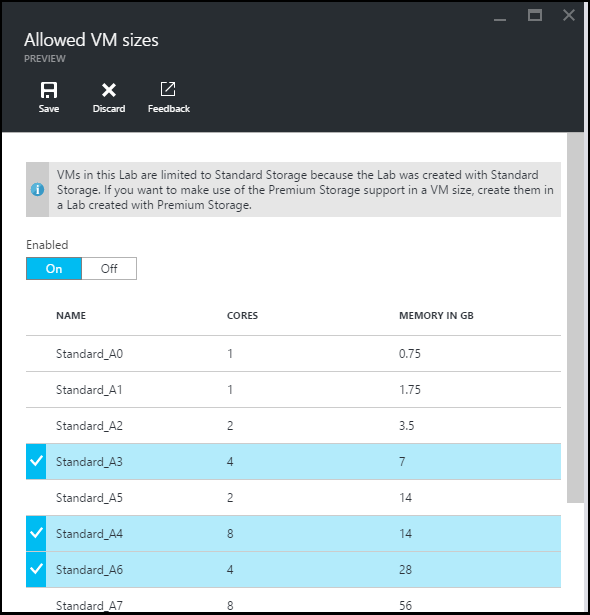 Allowed VM sizes
PREVIEW
Save Discard Feedback
VMs in this Lab are limited to Standard Storage because the Lab was created with Standard
Storage. If you want to make use of the Premium Storage support in a VM size, create them in
a Lab created with Premium Storage.
Enabled
On Off
NAME CORES MEMORY IN GB
Standard_A0 1 0.75
Standard_A1 1 1.75
Standard_A2 2 3.5
Standard_A3 4 7
Standard_A5 2 14
Standard_A4 8 14
Standard_A6 4 28
Standard_A7 8 56